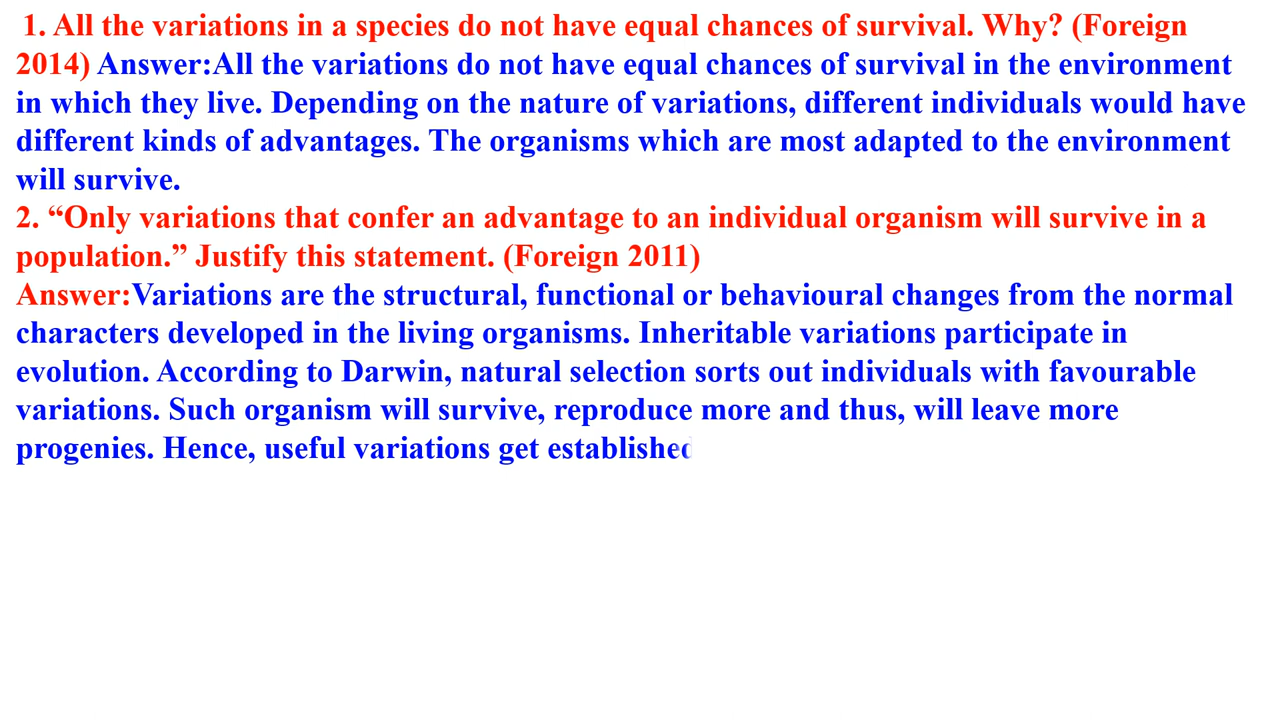 1. All the variations in a species do not have equal chances of survival. Why? (Foreign
2014) Answer:All the variations do not have equal chances of survival in the environment
in which they live. Depending on the nature of variations, different individuals would have
different kinds of advantages. The organisms which are most adapted to the environment
will survive.
2. “Only variations that confer an advantage to an individual organism will survive in a
population.” Justify this statement. (Foreign 2011)
Answer:Variations are the structural, functional or behavioural changes from the normal
characters developed in the living organisms. Inheritable variations participate in
evolution. According to Darwin, natural selection sorts out individuals with favourable
variations. Such organism will survive, reproduce more and thus, will leave more
progenies. Hence, useful variations get established